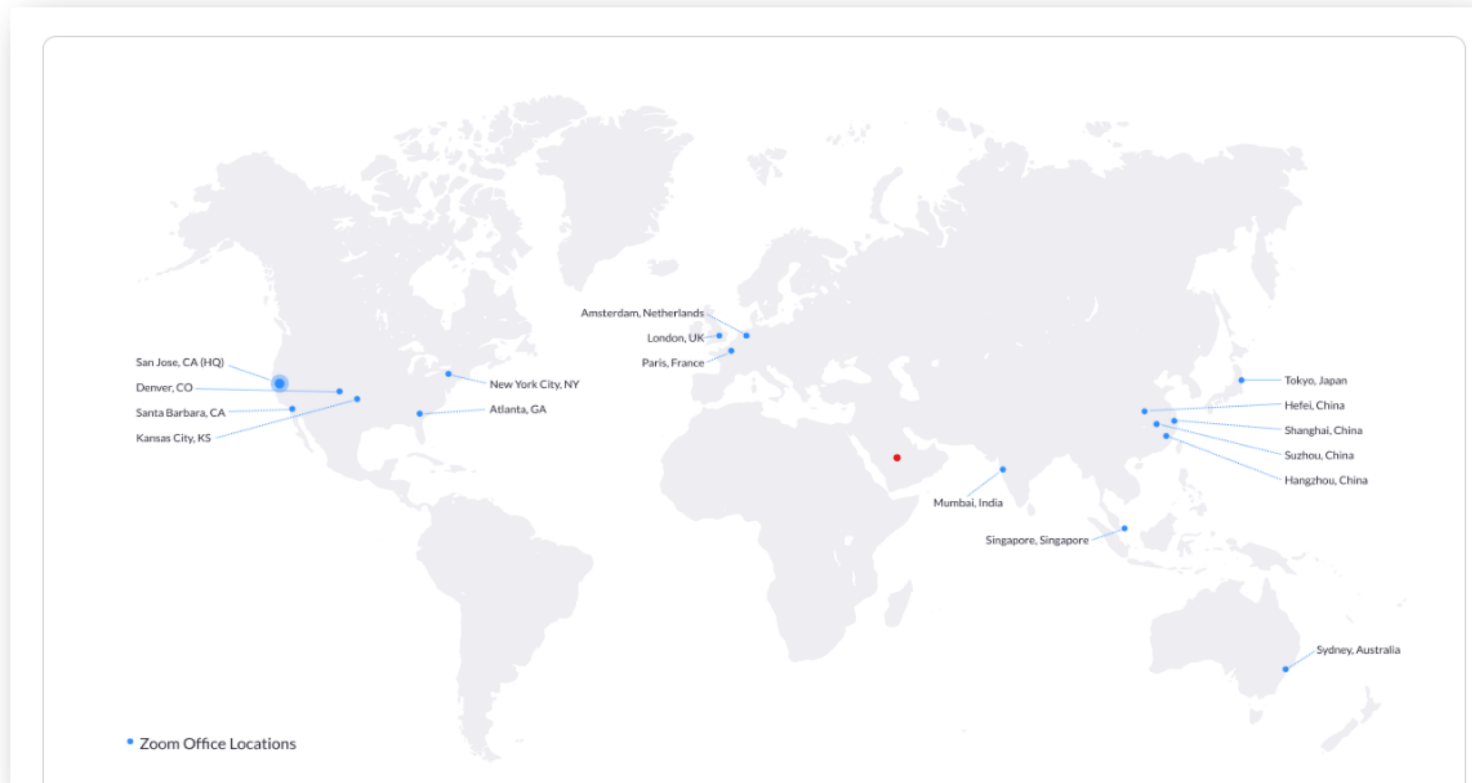 Amsterdam, Netherlands
London, UK
Paris, France
San Jose, CA (HQ)
Denver, CO
Santa Barbara, CA
Kansas City, KS
New York City, NY
Atlanta, GA
Tokyo, Japan
Hefei, China
Shanghai, China
Suzhou, China
Hangzhou, China
Mumbai, India
Singapore, Singapore
Sydney, Australia
Zoom Office Locations